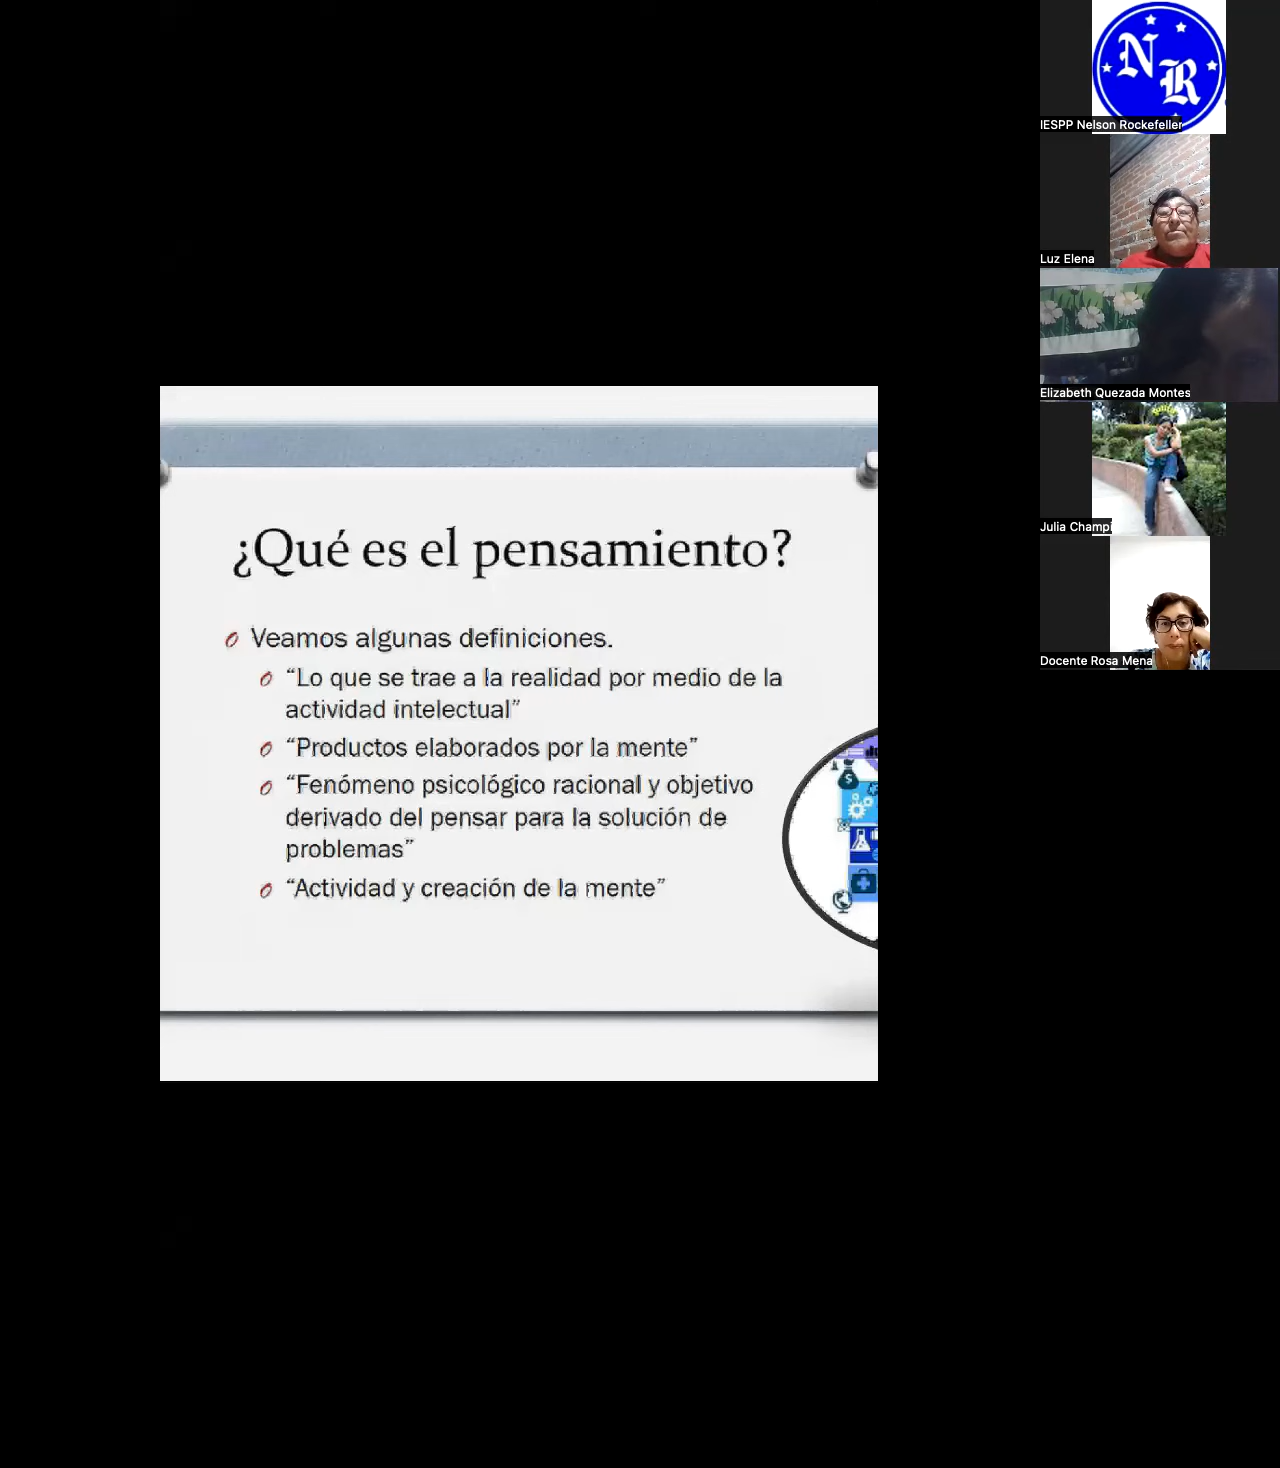 ¿Qué es el pensamiento?
Veamos algunas definiciones.
“Lo que se trae a la realidad por medio de la
actividad intelectual”
“Productos elaborados por la mente”
“Fenómeno psicológico racional y objetivo
derivado del pensar para la solución de
problemas”
“Actividad y creación de la mente”
N
R
IESPP Nelson Rockefeller
Luz Elena
Elizabeth Quezada Montes
Julia Champi
Docente Rosa Mena